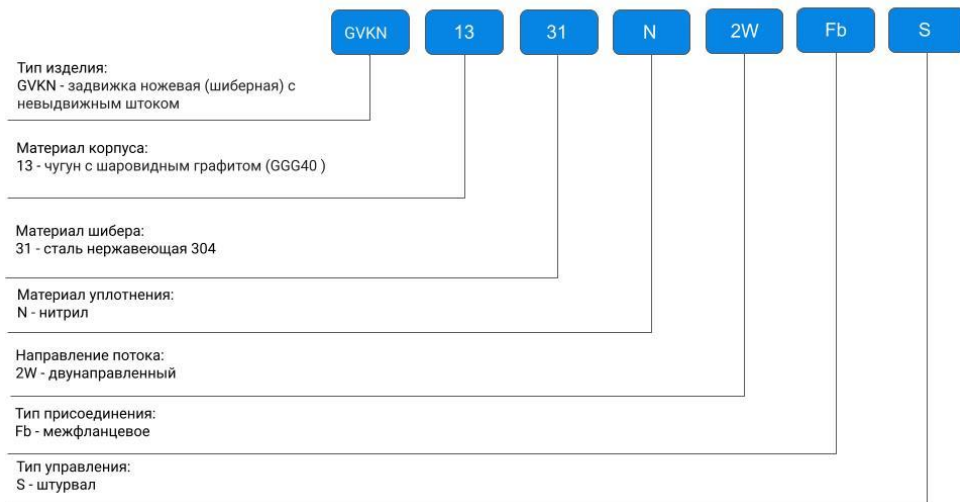 GVKN 13 31 N 2W Fb S
Тип изделия:
GVKN - задвижка ножевая (шиберная) с
невыдвижным штоком
Материал корпуса:
13 - чугун с шаровидным графитом (GGG40 )
Материал шибера:
31 - сталь нержавеющая 304
Материал уплотнения:
N - нитрил
Направление потока:
2W - двунаправленный
Тип присоединения:
Fb - межфланцевое
Тип управления:
S - штурвал